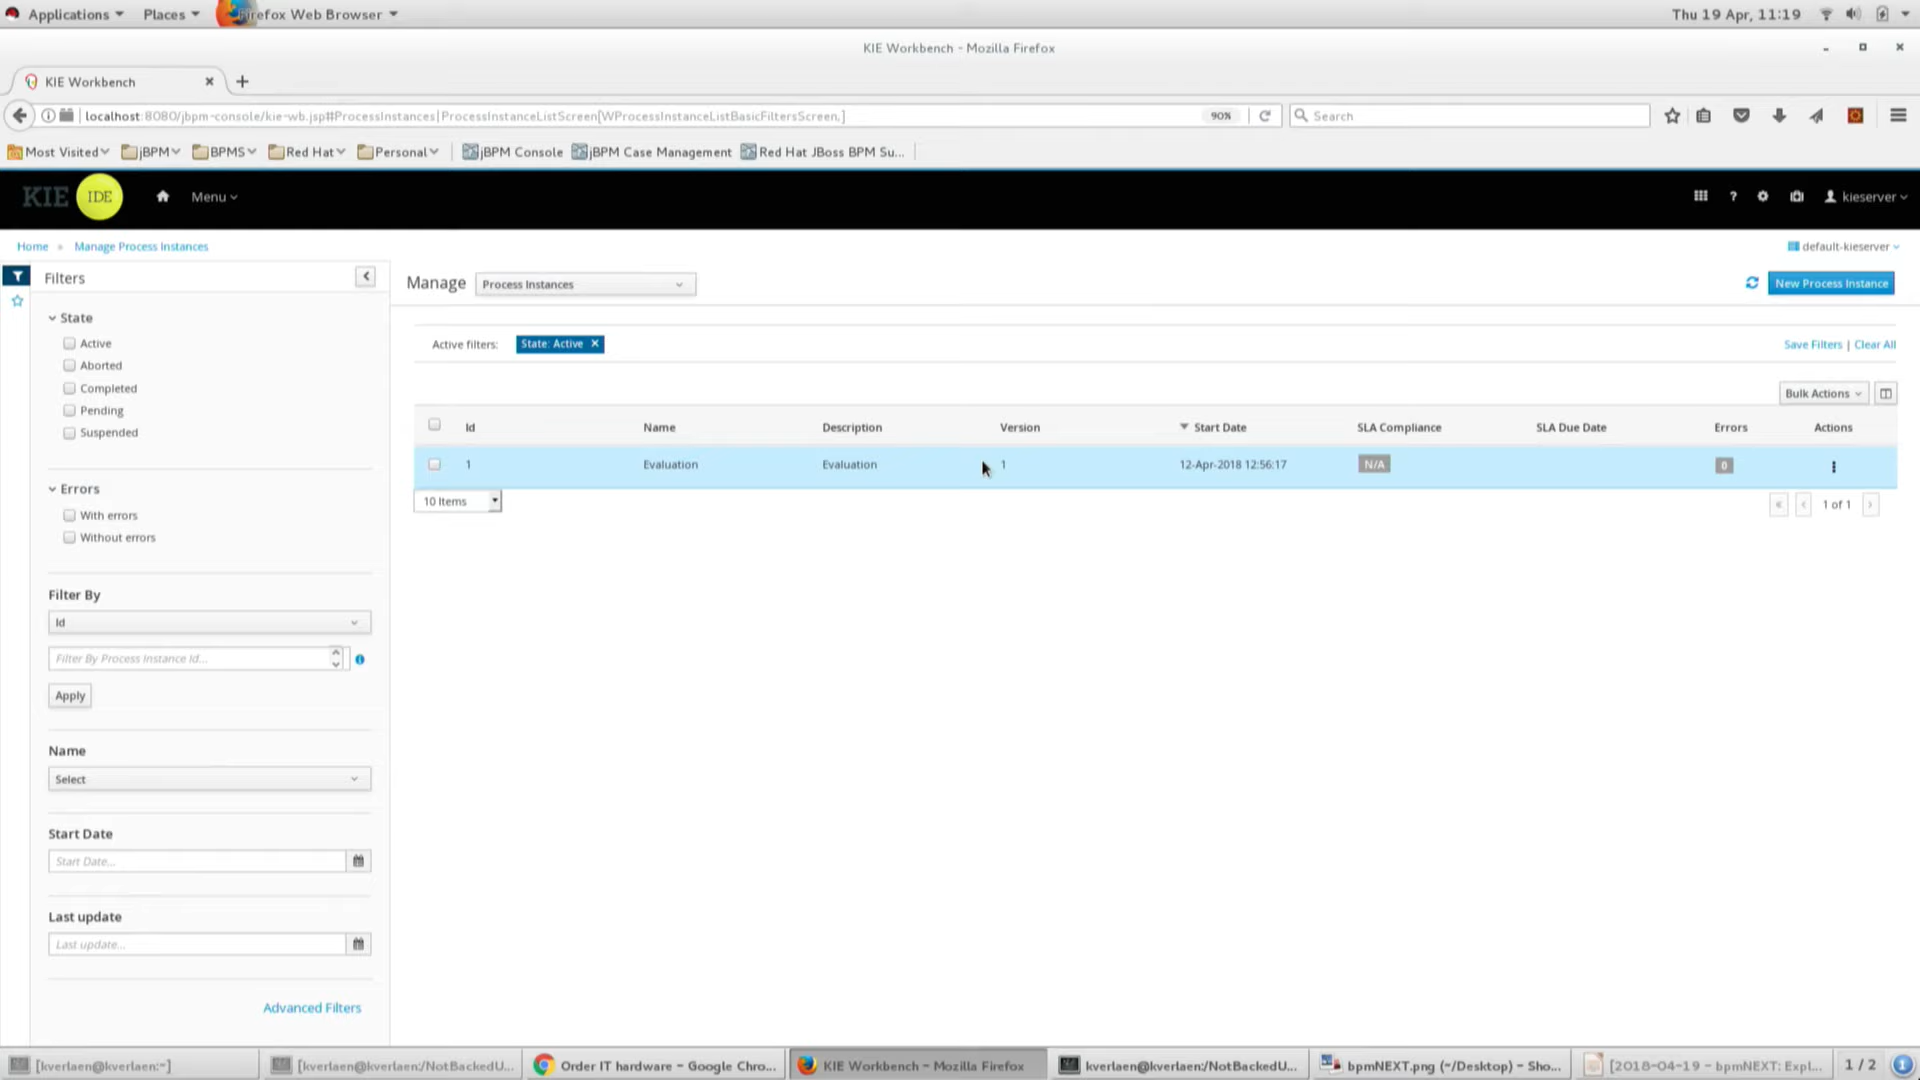 Applications Places Firefox Web Browser Thu 19 Apr, 11:19
KIE Workbench - Mozilla Firefox
KIE Workbench
localhost:8080/jbpm-console/kie-wb.jsp#ProcessInstances|ProcessInstanceListScreen[WProcessInstanceListBasicFiltersScreen,] 90% Search
Most Visited jBPM BPMS Red Hat Personal jBPM Console jBPM Case Management Red Hat JBoss BPM Su...
KIE IDE Menu ? kieserver
Home » Manage Process Instances default-kieserver
Filters
Manage Process Instances New Process Instance
State
Active filters: State: Active × Save Filters | Clear All
Active
Aborted
Completed
Pending
Suspended
Bulk Actions
Id Name Description Version Start Date SLA Compliance SLA Due Date Errors Actions
1 Evaluation Evaluation 1 12-Apr-2018 12:56:17 N/A 0
10 Items « ‹ 1 of 1 ›
Errors
With errors
Without errors
Filter By
Id
Filter By Process Instance Id...
Apply
Name
Select
Start Date
Start Date...
Last update
Last update...
Advanced Filters
[kverlaen@kverlaen:~] [kverlaen@kverlaen:/NotBackedU... Order IT hardware - Google Chro... KIE Workbench - Mozilla Firefox kverlaen@kverlaen:/NotBackedU... bpmNEXT.png (~/Desktop) - Sho... [2018-04-19 - bpmNEXT: Expl... 1 / 2 1